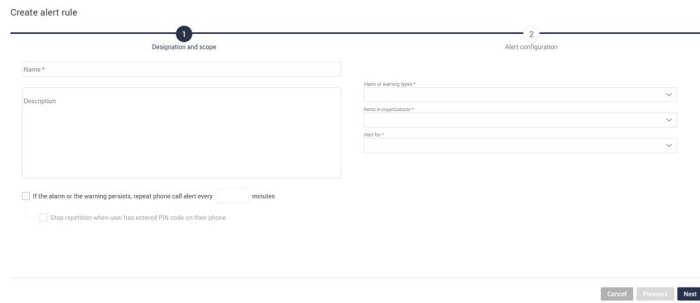 Create alert rule
1
2
Designation and scope
Alert configuration
Name *
Description
Alarm or warning types *
Items in organizations *
Alert for *
If the alarm or the warning persists, repeat phone call alert every
minutes
Stop repetition when user has entered PIN code on their phone
Cancel
Previous
Next